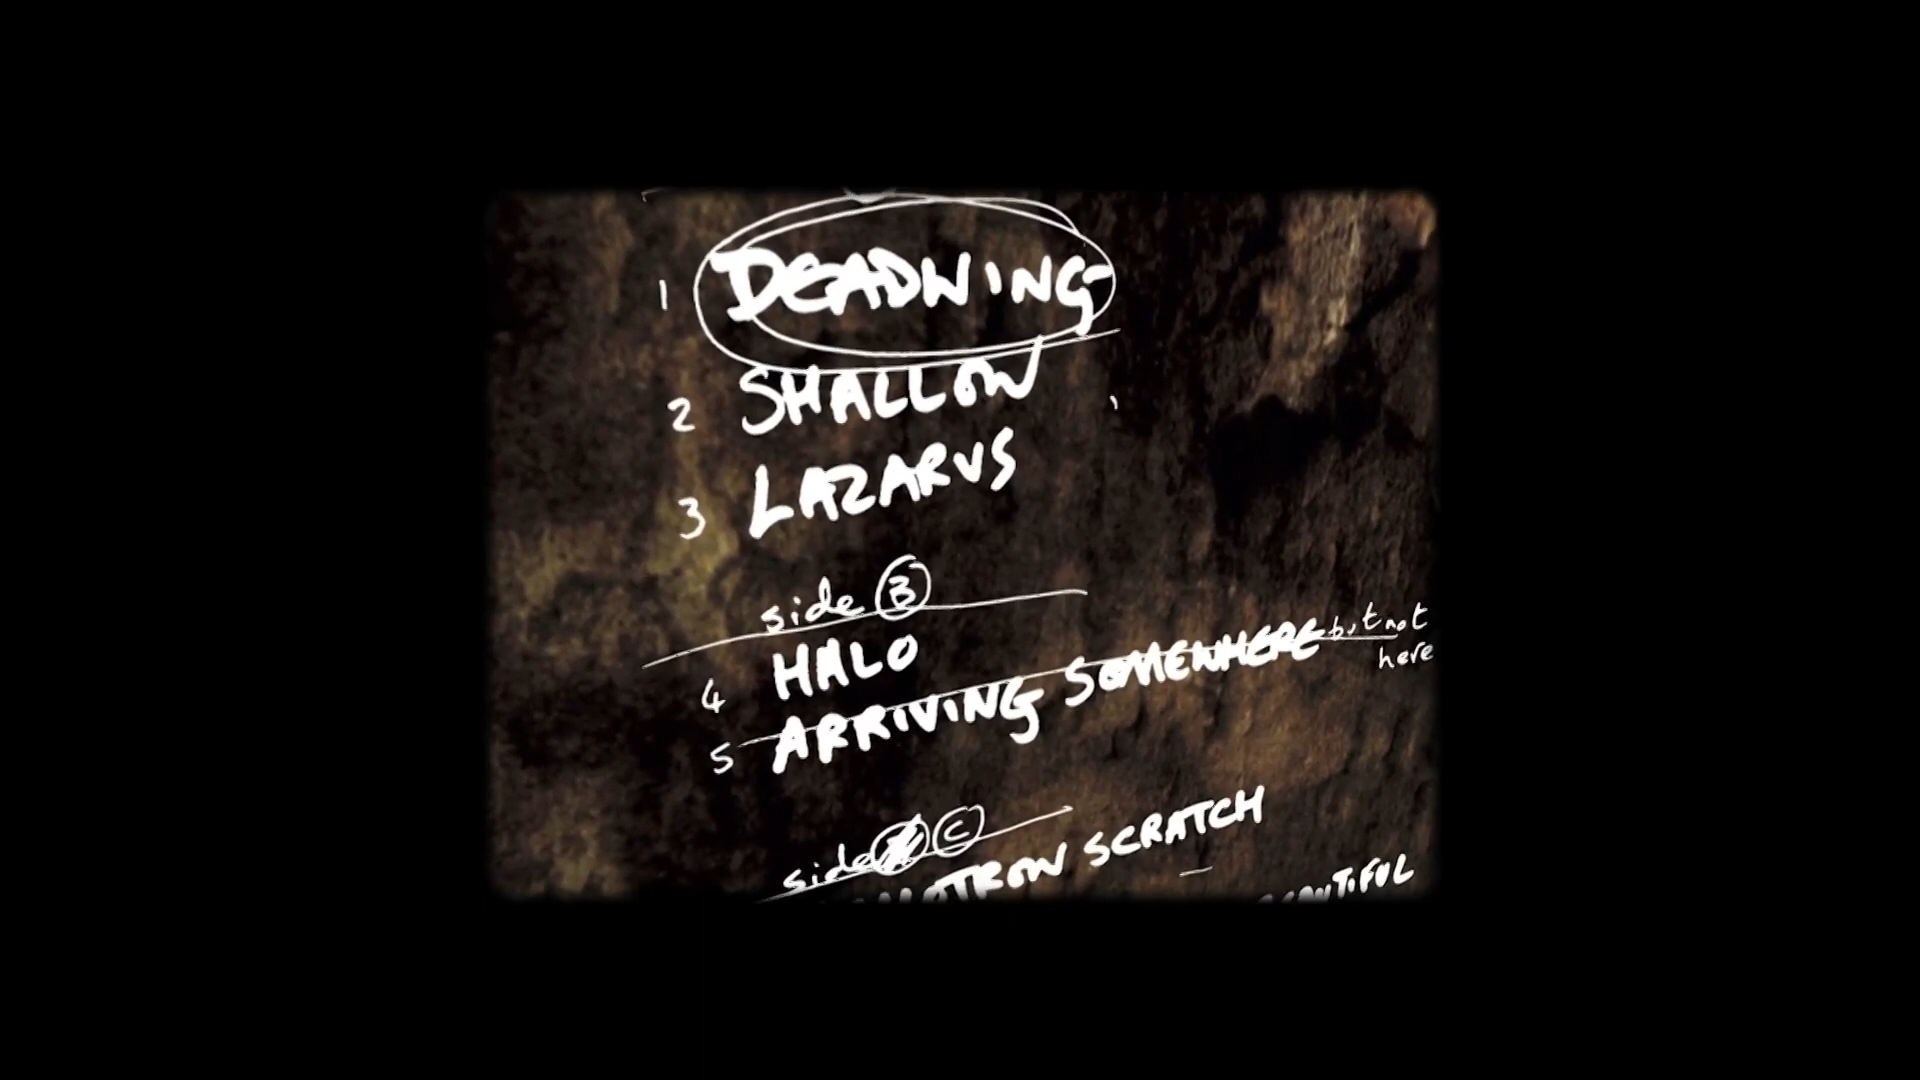 1 DEADWING
2 SHALLOW
3 LAZARUS
side B
4 HALO
5 ARRIVING SOMEWHERE but not
here
side C
SCRATCH